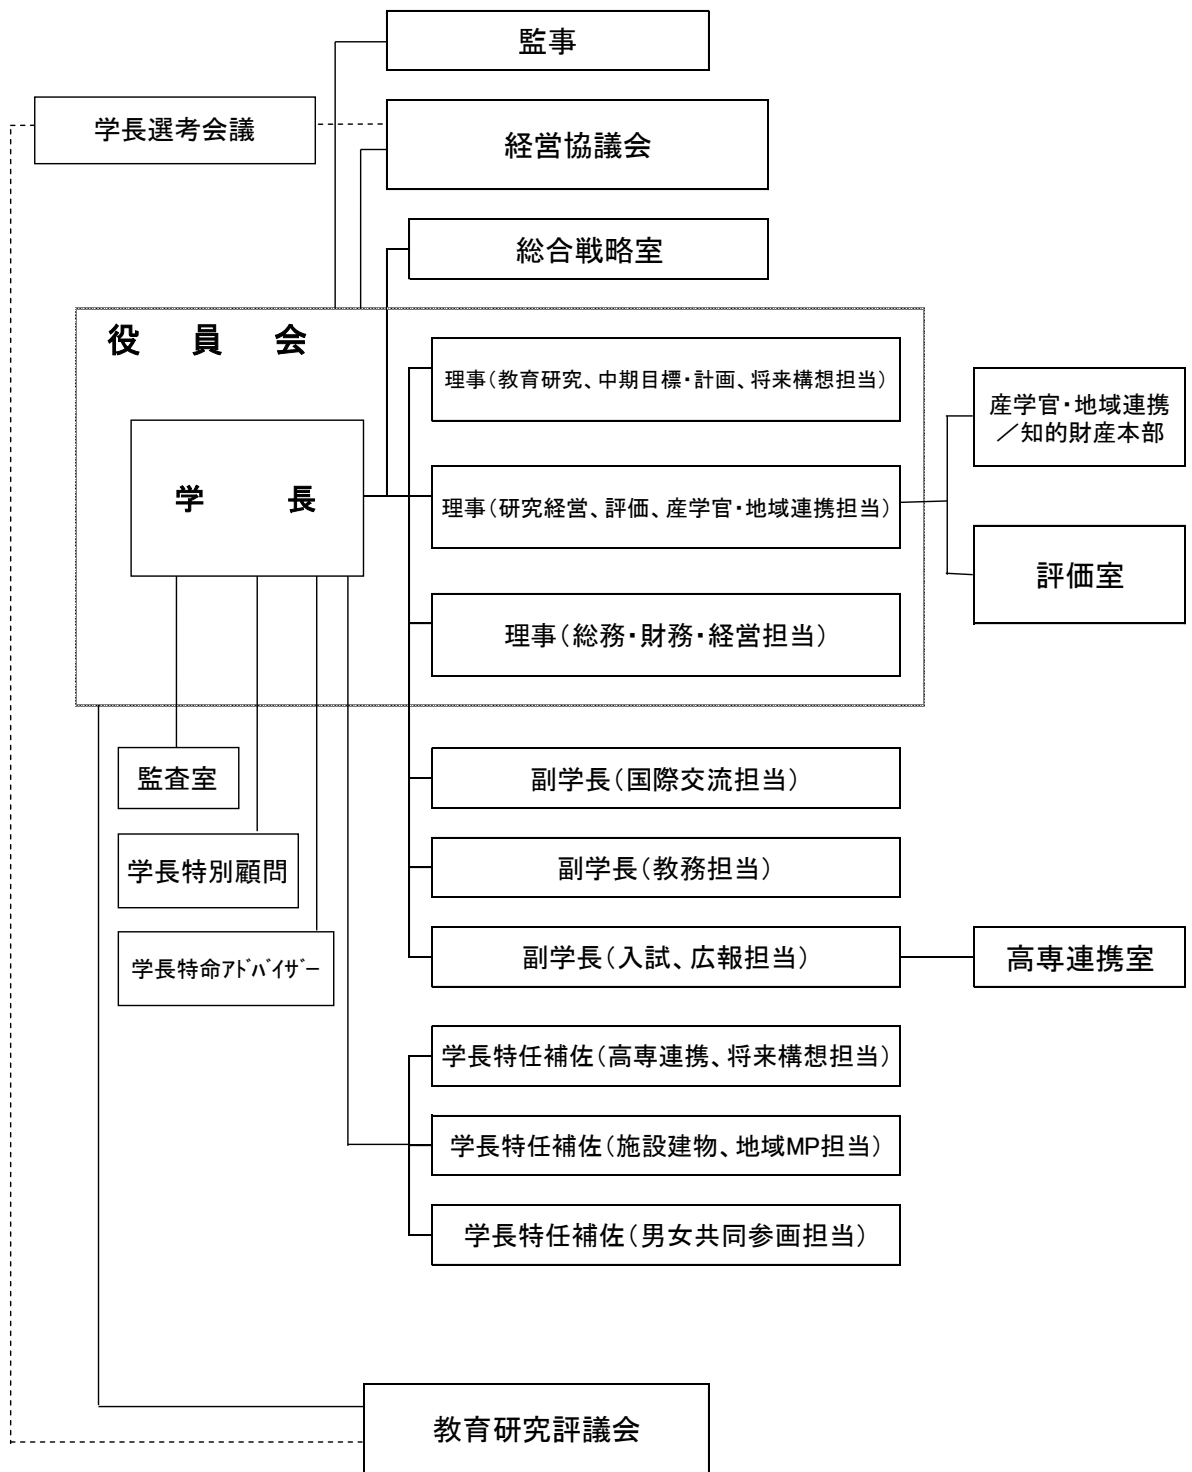 監事
学長選考会議
経営協議会
総合戦略室
役　員　会
理事（教育研究、中期目標・計画、将来構想担当）
産学官・地域連携
／知的財産本部
学　　長
理事（研究経営、評価、産学官・地域連携担当）
評価室
理事（総務・財務・経営担当）
監査室
副学長（国際交流担当）
学長特別顧問
副学長（教務担当）
学長特命ｱﾄﾞﾊﾞｲｻﾞｰ
副学長（入試、広報担当）
高専連携室
学長特任補佐（高専連携、将来構想担当）
学長特任補佐（施設建物、地域MP担当）
学長特任補佐（男女共同参画担当）
教育研究評議会